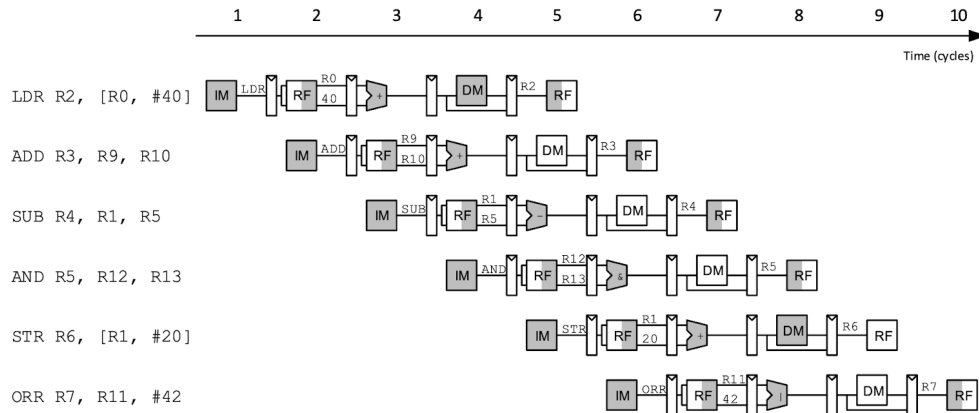 1 2 3 4 5 6 7 8 9 10
Time (cycles)
LDR R2, [R0, #40] IM LDR RF R0 40 + DM R2 RF
ADD R3, R9, R10 IM ADD RF R9 R10 + DM R3 RF
SUB R4, R1, R5 IM SUB RF R1 R5 - DM R4 RF
AND R5, R12, R13 IM AND RF R12 R13 & DM R5 RF
STR R6, [R1, #20] IM STR RF R1 20 + DM R6 RF
ORR R7, R11, #42 IM ORR RF R11 42 | DM R7 RF